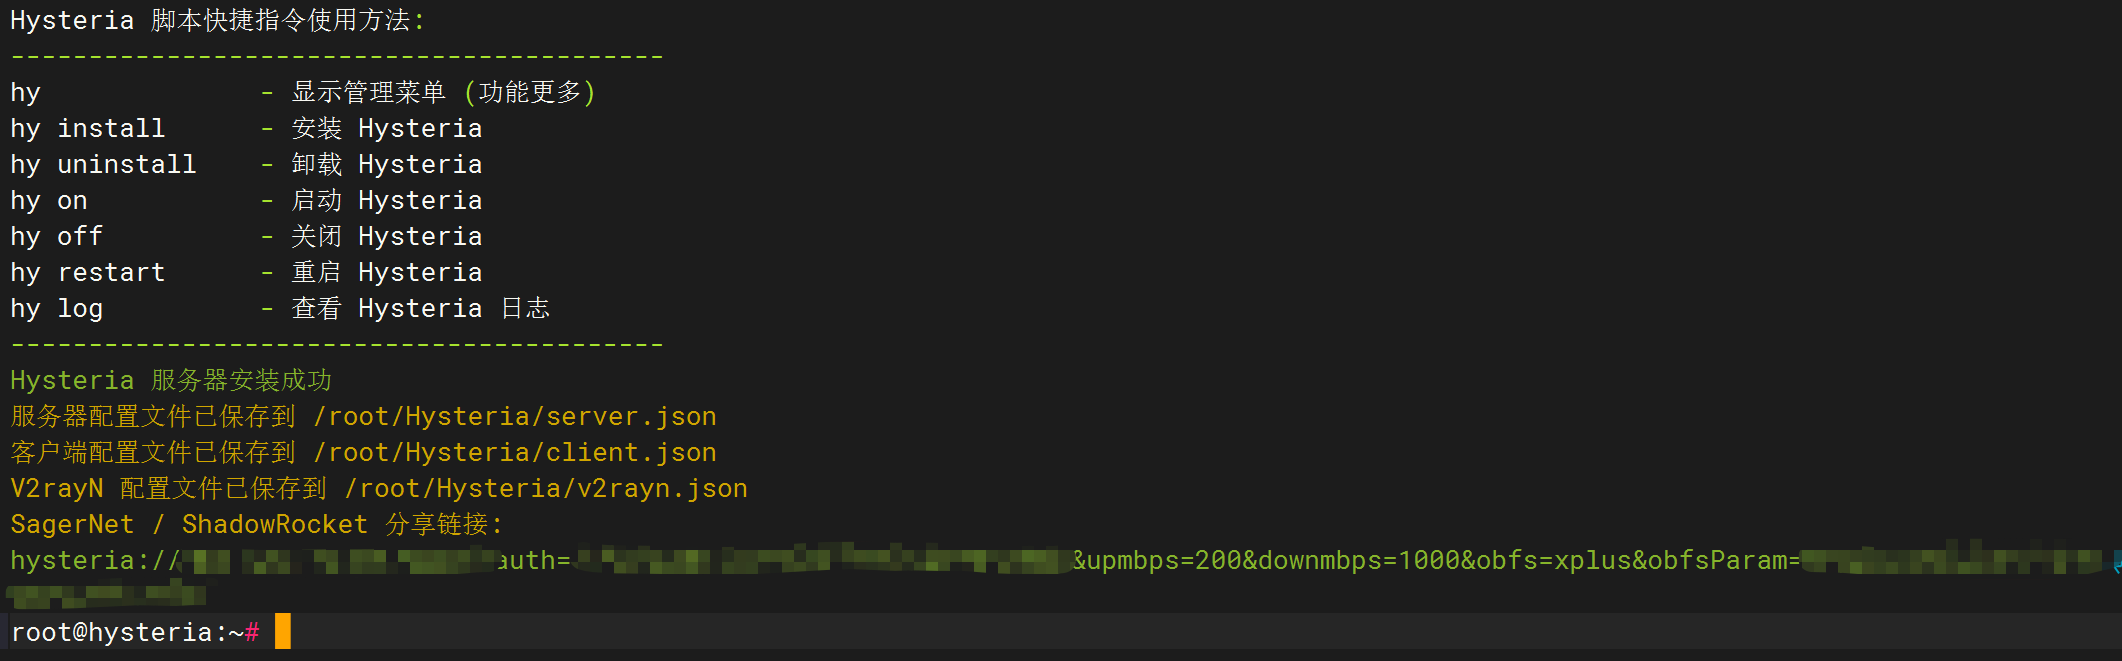 Hysteria 脚本快捷指令使用方法:
------------------------------------------
hy - 显示管理菜单 (功能更多)
hy install - 安装 Hysteria
hy uninstall - 卸载 Hysteria
hy on - 启动 Hysteria
hy off - 关闭 Hysteria
hy restart - 重启 Hysteria
hy log - 查看 Hysteria 日志
------------------------------------------
Hysteria 服务器安装成功
服务器配置文件已保存到 /root/Hysteria/server.json
客户端配置文件已保存到 /root/Hysteria/client.json
V2rayN 配置文件已保存到 /root/Hysteria/v2rayn.json
SagerNet / ShadowRocket 分享链接:
hysteria:// auth= &upmbps=200&downmbps=1000&obfs=xplus&obfsParam=
root@hysteria:~#